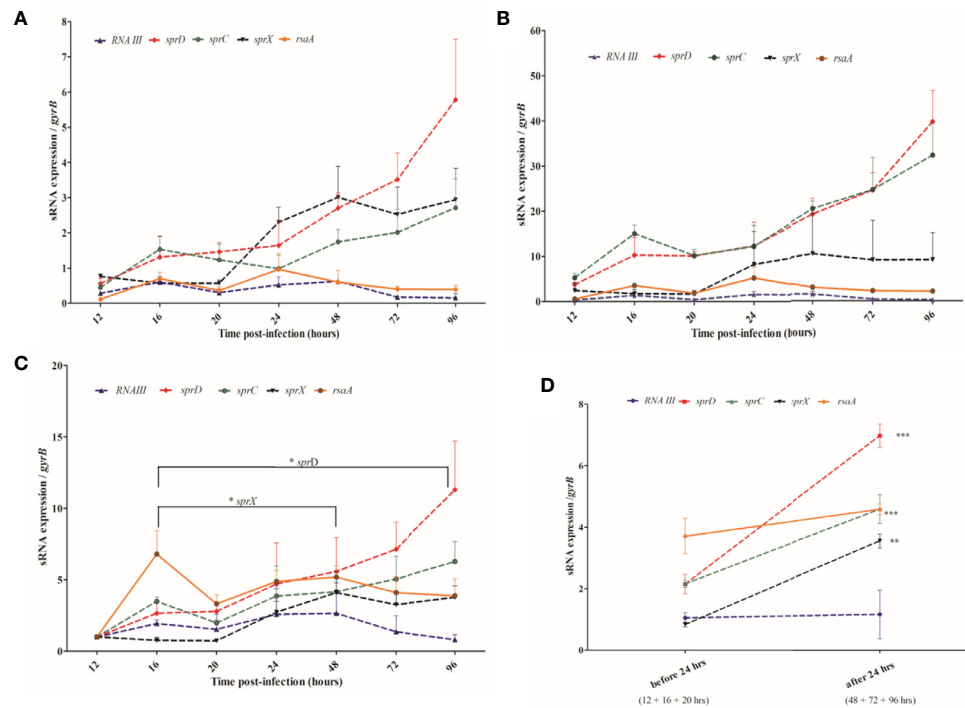 A
8
RNA III sprD sprC sprX rsaA
7
6
5
4
3
2
1
0
sRNA expression / gyrB
12 16 20 24 48 72 96
Time post-infection (hours)
B
60
RNA III sprD sprC sprX rsaA
50
40
30
20
10
0
sRNA expression / gyrB
12 16 20 24 48 72 96
Time post-infection (hours)
C
20
RNAIII sprD sprC sprX rsaA
15
10
5
0
* sprD
* sprX
sRNA expression / gyrB
12 16 20 24 48 72 96
Time post-infection (hours)
D
RNA III sprD sprC :prX rsaA
8
6
4
2
0
***
***
**
sRNA expression /gyrB
before 24 hrs
after 24 hrs
(12 + 16 + 20 hrs)
(48 + 72 + 96 hrs)